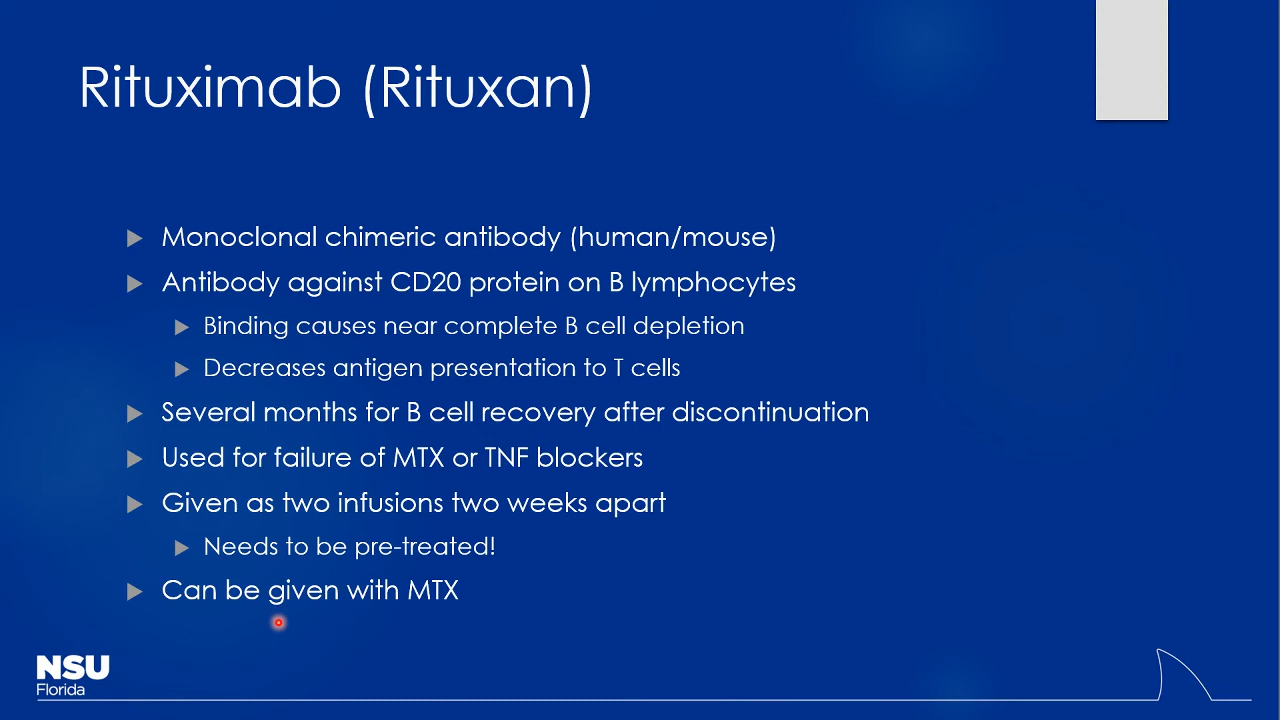 Rituximab (Rituxan)
Monoclonal chimeric antibody (human/mouse)
Antibody against CD20 protein on B lymphocytes
Binding causes near complete B cell depletion
Decreases antigen presentation to T cells
Several months for B cell recovery after discontinuation
Used for failure of MTX or TNF blockers
Given as two infusions two weeks apart
Needs to be pre-treated!
Can be given with MTX
NSU
Florida